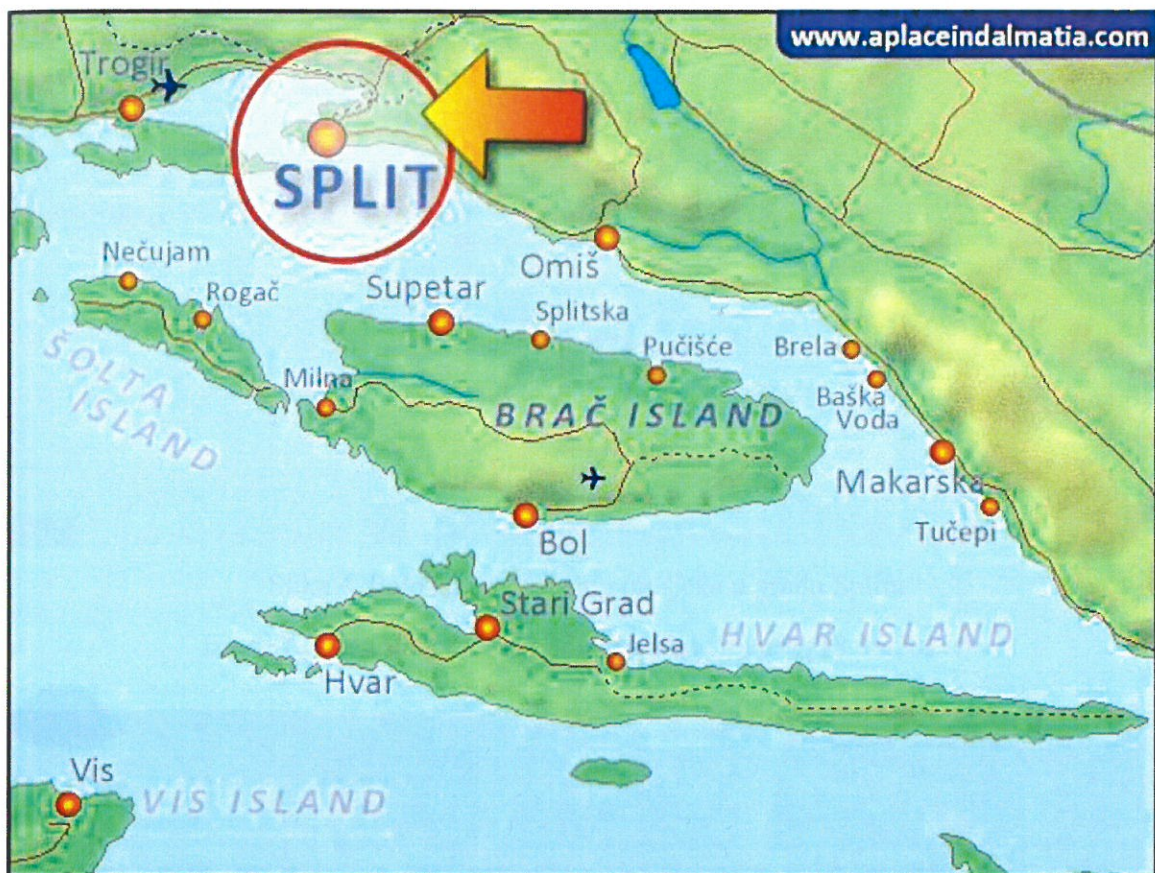 www.aplaceindalmatia.com
Trogir
SPLIT
Nečujam
Rogač
Supetar
Omiš
Splitska
Pučišće
Brela
ŠOLTA
ISLAND
Milna
BRAČ ISLAND
Baška
Voda
Makarska
Tučepi
Bol
Stari Grad
HVAR ISLAND
Jelsa
Hvar
Vis
VIS ISLAND